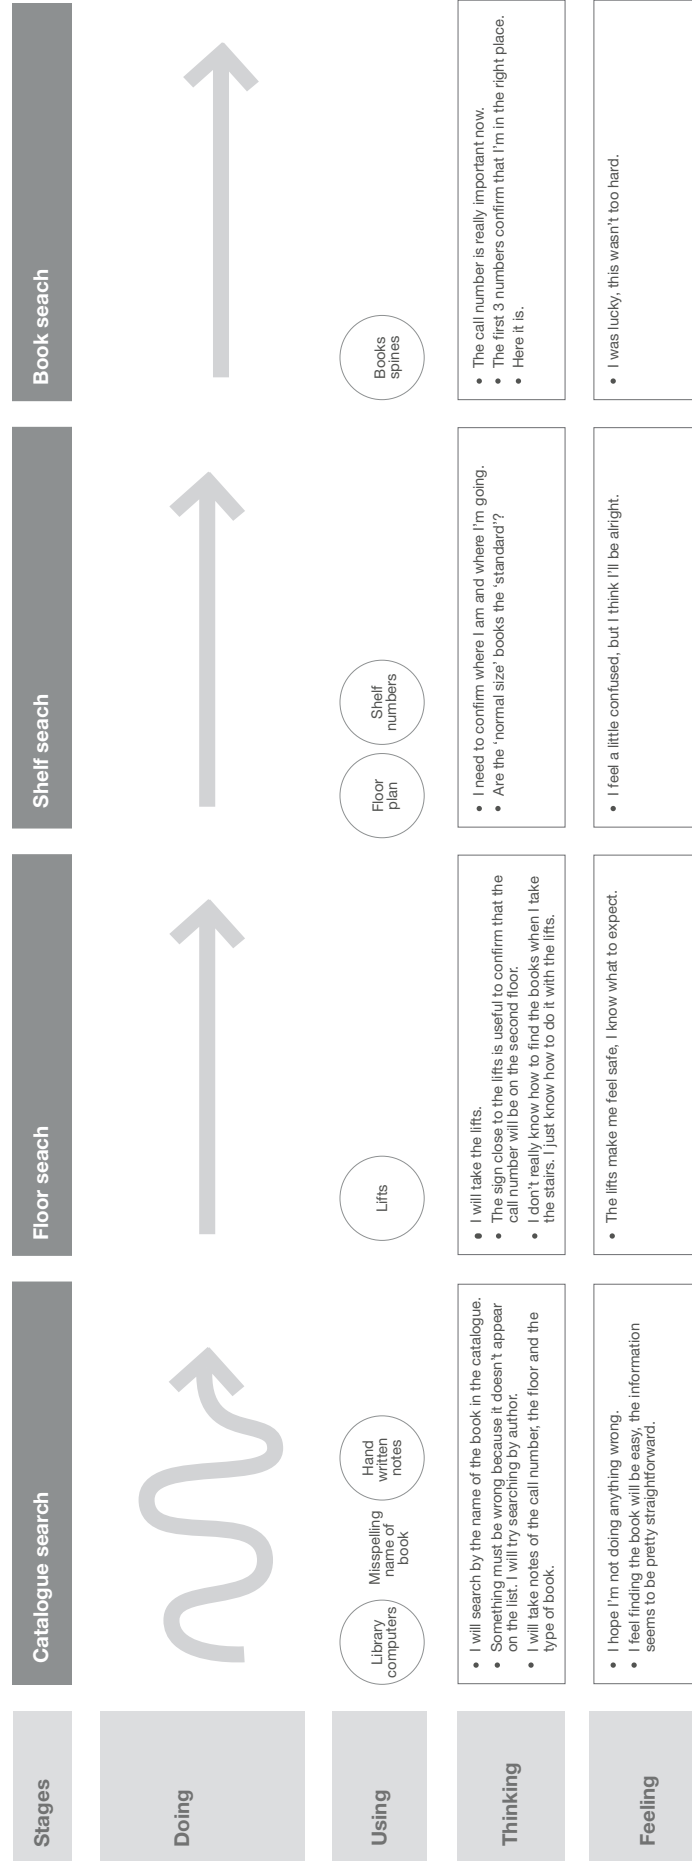 Stages
Catalogue search
Floor seach
Shelf seach
Book seach
Doing
Using
Library
computers
Misspelling
name of
book
Hand
written
notes
Lifts
Floor
plan
Shelf
numbers
Books
spines
Thinking
• I will search by the name of the book in the catalogue.
• Something must be wrong because it doesn't appear
on the list. I will try searching by author.
• I will take notes of the call number, the floor and the
type of book.
• I will take the lifts.
• The sign close to the lifts is useful to confirm that the
call number will be on the second floor.
• I don't really know how to find the books when I take
the stairs. I just know how to do it with the lifts.
• I need to confirm where I am and where I'm going.
• Are the 'normal size' books the 'standard'?
• The call number is really important now.
• The first 3 numbers confirm that I'm in the right place.
• Here it is.
Feeling
• I hope I'm not doing anything wrong.
• I feel finding the book will be easy, the information
seems to be pretty straightforward.
• The lifts make me feel safe, I know what to expect.
• I feel a little confused, but I think I'll be alright.
• I was lucky, this wasn't too hard.